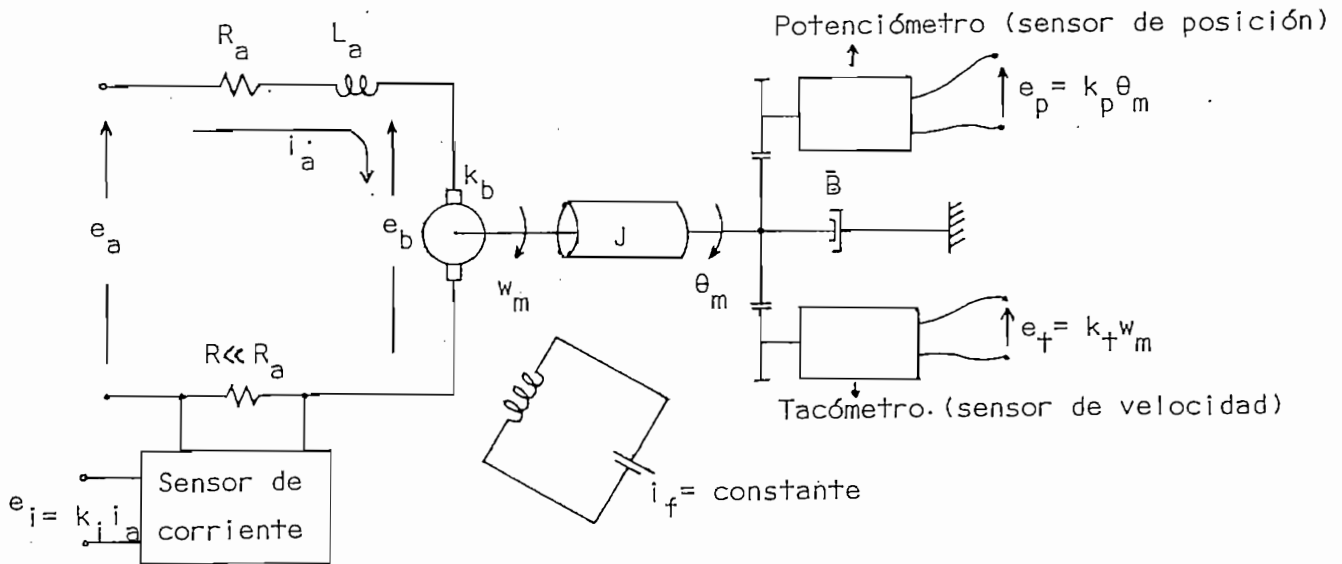 Potenciómetro (sensor de posición)
R_a
L_a
e_p = k_p θ_m
i_a
k_b
B̄
e_a
e_b
J
w_m
θ_m
R≪ R_a
e_t = k_t w_m
Tacómetro. (sensor de velocidad)
Sensor de
corriente
e_i = k_i i_a
i_f = constante